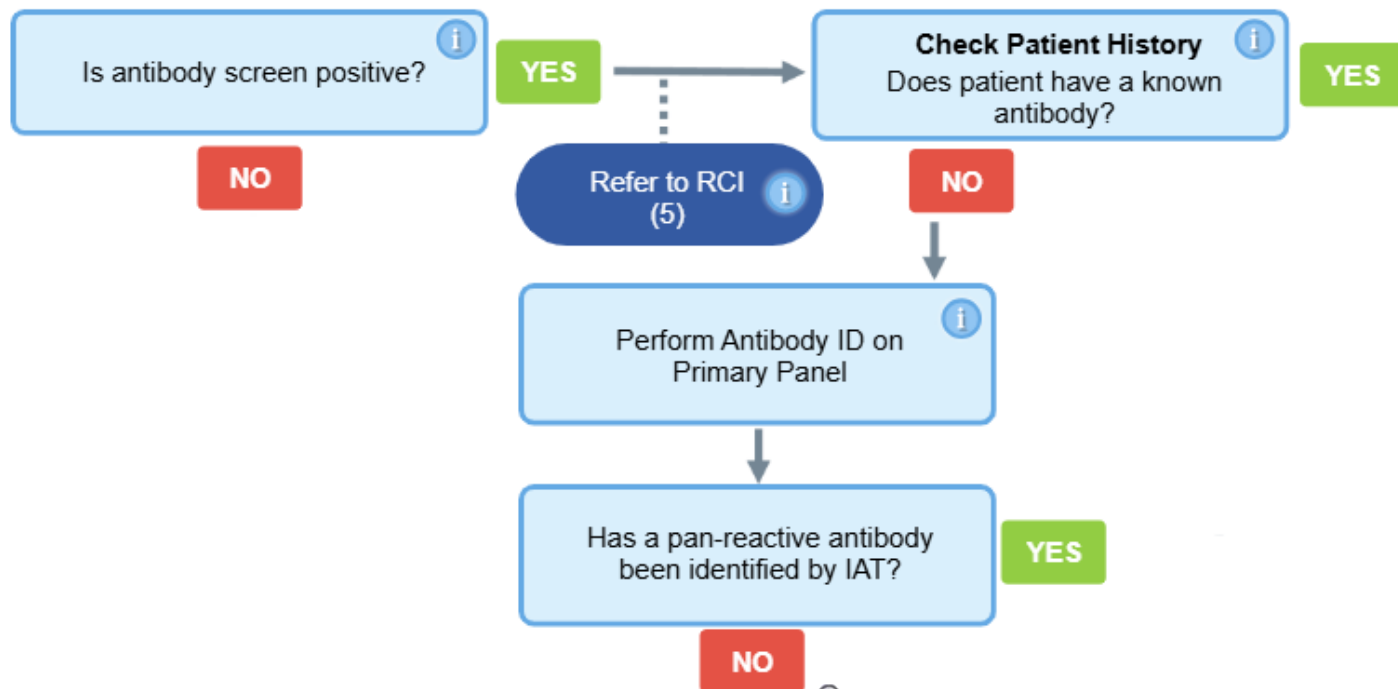 Is antibody screen positive?
YES
Check Patient History
Does patient have a known
antibody?
YES
NO
Refer to RCI
(5)
NO
Perform Antibody ID on
Primary Panel
Has a pan-reactive antibody
been identified by IAT?
YES
NO